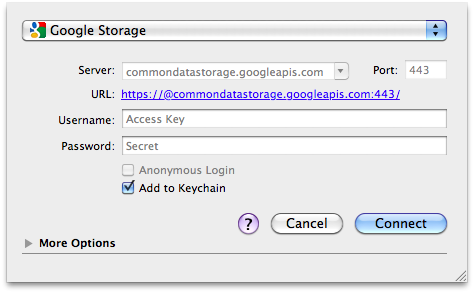 Google Storage
Server: commondatastorage.googleapis.com Port: 443
URL: https://@commondatastorage.googleapis.com:443/
Username: Access Key
Password: Secret
Anonymous Login
Add to Keychain
? Cancel Connect
More Options